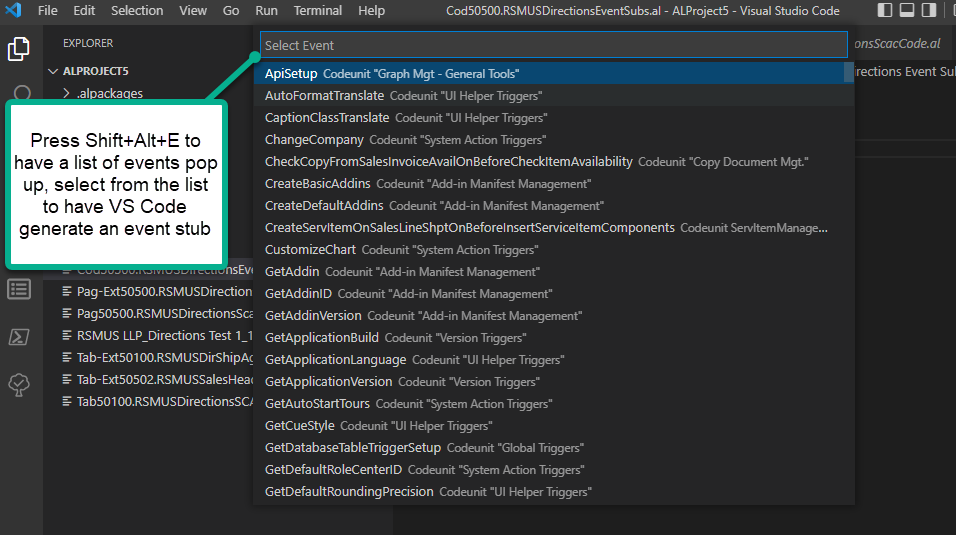 File Edit Selection View Go Run Terminal Help Cod50500.RSMUSDirectionsEventSubs.al - ALProject5 - Visual Studio Code
EXPLORER
ALPROJECT5
.alpackages
Press Shift+Alt+E to
have a list of events pop
up, select from the list
to have VS Code
generate an event stub
Cod50500.RSMUSDirectionsEve
Pag-Ext50500.RSMUSDirection
Pag50500.RSMUSDirectionsSca
RSMUS LLP_Directions Test 1_1
Tab-Ext50100.RSMUSDirShipAg
Tab-Ext50502.RSMUSSalesHead
Tab50100.RSMUSDirectionsSCA
Select Event
ApiSetup Codeunit "Graph Mgt - General Tools"
AutoFormatTranslate Codeunit "UI Helper Triggers"
CaptionClassTranslate Codeunit "UI Helper Triggers"
ChangeCompany Codeunit "System Action Triggers"
CheckCopyFromSalesInvoiceAvailOnBeforeCheckItemAvailability Codeunit "Copy Document Mgt."
CreateBasicAddins Codeunit "Add-in Manifest Management"
CreateDefaultAddins Codeunit "Add-in Manifest Management"
CreateServItemOnSalesLineShptOnBeforeInsertServiceItemComponents Codeunit ServItemManage...
CustomizeChart Codeunit "System Action Triggers"
GetAddin Codeunit "Add-in Manifest Management"
GetAddinID Codeunit "Add-in Manifest Management"
GetAddinVersion Codeunit "Add-in Manifest Management"
GetApplicationBuild Codeunit "Version Triggers"
GetApplicationLanguage Codeunit "UI Helper Triggers"
GetApplicationVersion Codeunit "Version Triggers"
GetAutoStartTours Codeunit "System Action Triggers"
GetCueStyle Codeunit "UI Helper Triggers"
GetDatabaseTableTriggerSetup Codeunit "Global Triggers"
GetDefaultRoleCenterID Codeunit "System Action Triggers"
GetDefaultRoundingPrecision Codeunit "UI Helper Triggers"
onsScacCode.al
irections Event Sub